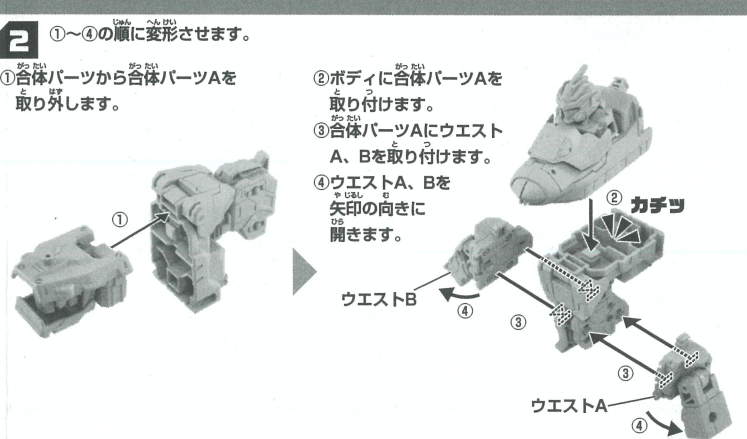 2
①～④の順に変形させます。
①合体パーツから合体パーツAを
取り外します。
②ボディに合体パーツAを
取り付けます。
③合体パーツAにウエスト
A、Bを取り付けます。
④ウエストA、Bを
矢印の向きに
開きます。
①
② カチッ
ウエストB
④
③
③
ウエストA
④